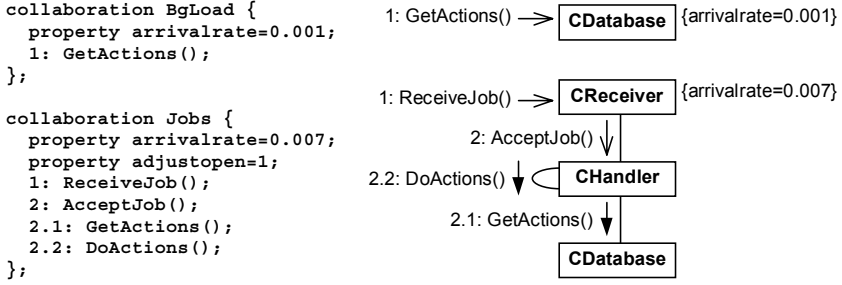 collaboration BgLoad {
property arrivalrate=0.001;
1: GetActions();
};
collaboration Jobs {
property arrivalrate=0.007;
property adjustopen=1;
1: ReceiveJob();
2: AcceptJob();
2.1: GetActions();
2.2: DoActions();
};
1: GetActions() CDatabase {arrivalrate=0.001}
1: ReceiveJob() CReceiver {arrivalrate=0.007}
2: AcceptJob()
2.2: DoActions() CHandler
2.1: GetActions()
CDatabase